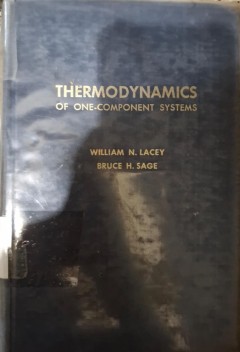 THERMODYNAMICS
OF ONE-COMPONENT SYSTEMS
WILLIAM N. LACEY
BRUCE H. SAGE